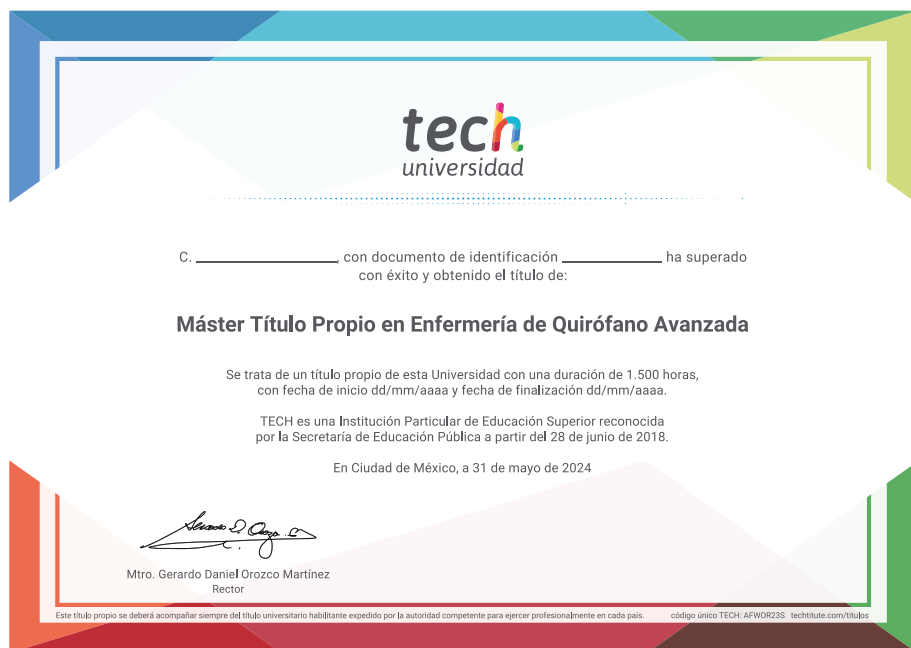 tech
universidad
C. ____________, con documento de identificación ____________ ha superado
con éxito y obtenido el título de:
Máster Título Propio en Enfermería de Quirófano Avanzada
Se trata de un título propio de esta Universidad con una duración de 1.500 horas,
con fecha de inicio dd/mm/aaaa y fecha de finalización dd/mm/aaaa.
TECH es una Institución Particular de Educación Superior reconocida
por la Secretaría de Educación Pública a partir del 28 de junio de 2018.
En Ciudad de México, a 31 de mayo de 2024
Mtro. Gerardo Daniel Orozco Martínez
Rector
Este título propio se deberá acompañar siempre del título universitario habilitante expedido por la autoridad competente para ejercer profesionalmente en cada país. código único TECH: AFWOR23S techtitute.com/titulos